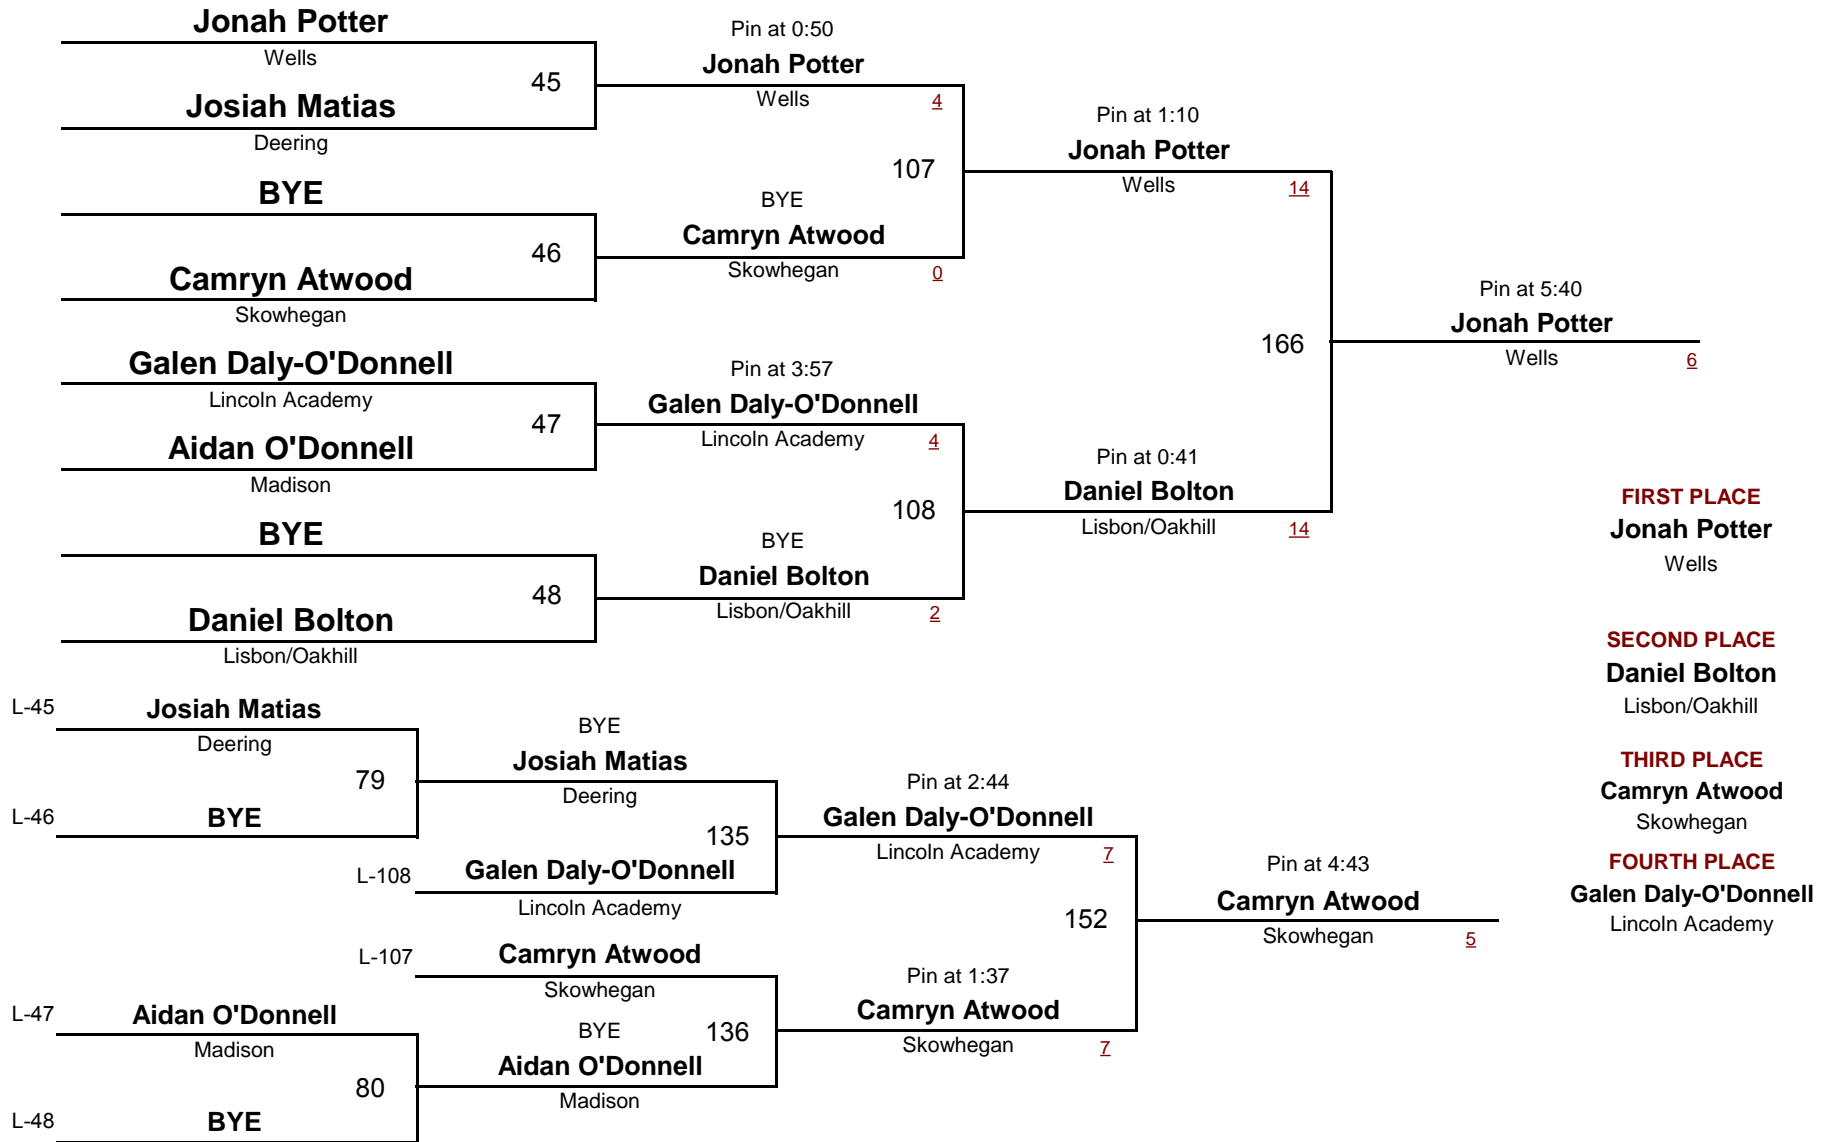 Jonah Potter
Wells
45
Josiah Matias
Deering
BYE
46
Camryn Atwood
Skowhegan
Galen Daly-O'Donnell
Lincoln Academy
47
Aidan O'Donnell
Madison
BYE
48
Daniel Bolton
Lisbon/Oakhill
Pin at 0:50
Jonah Potter
Wells 4
107
BYE
Camryn Atwood
Skowhegan 0
Pin at 3:57
Galen Daly-O'Donnell
Lincoln Academy 4
108
BYE
Daniel Bolton
Lisbon/Oakhill 2
Pin at 1:10
Jonah Potter
Wells 14
166
Pin at 0:41
Daniel Bolton
Lisbon/Oakhill 14
Pin at 5:40
Jonah Potter
Wells 6
FIRST PLACE
Jonah Potter
Wells
SECOND PLACE
Daniel Bolton
Lisbon/Oakhill
THIRD PLACE
Camryn Atwood
Skowhegan
FOURTH PLACE
Galen Daly-O'Donnell
Lincoln Academy
L-45 Josiah Matias
Deering
79
L-46 BYE
L-47 Aidan O'Donnell
Madison
80
L-48 BYE
BYE
Josiah Matias
Deering
135
L-108 Galen Daly-O'Donnell
Lincoln Academy
L-107 Camryn Atwood
Skowhegan
BYE 136
Aidan O'Donnell
Madison
Pin at 2:44
Galen Daly-O'Donnell
Lincoln Academy 7
152
Pin at 1:37
Camryn Atwood
Skowhegan 7
Pin at 4:43
Camryn Atwood
Skowhegan 5